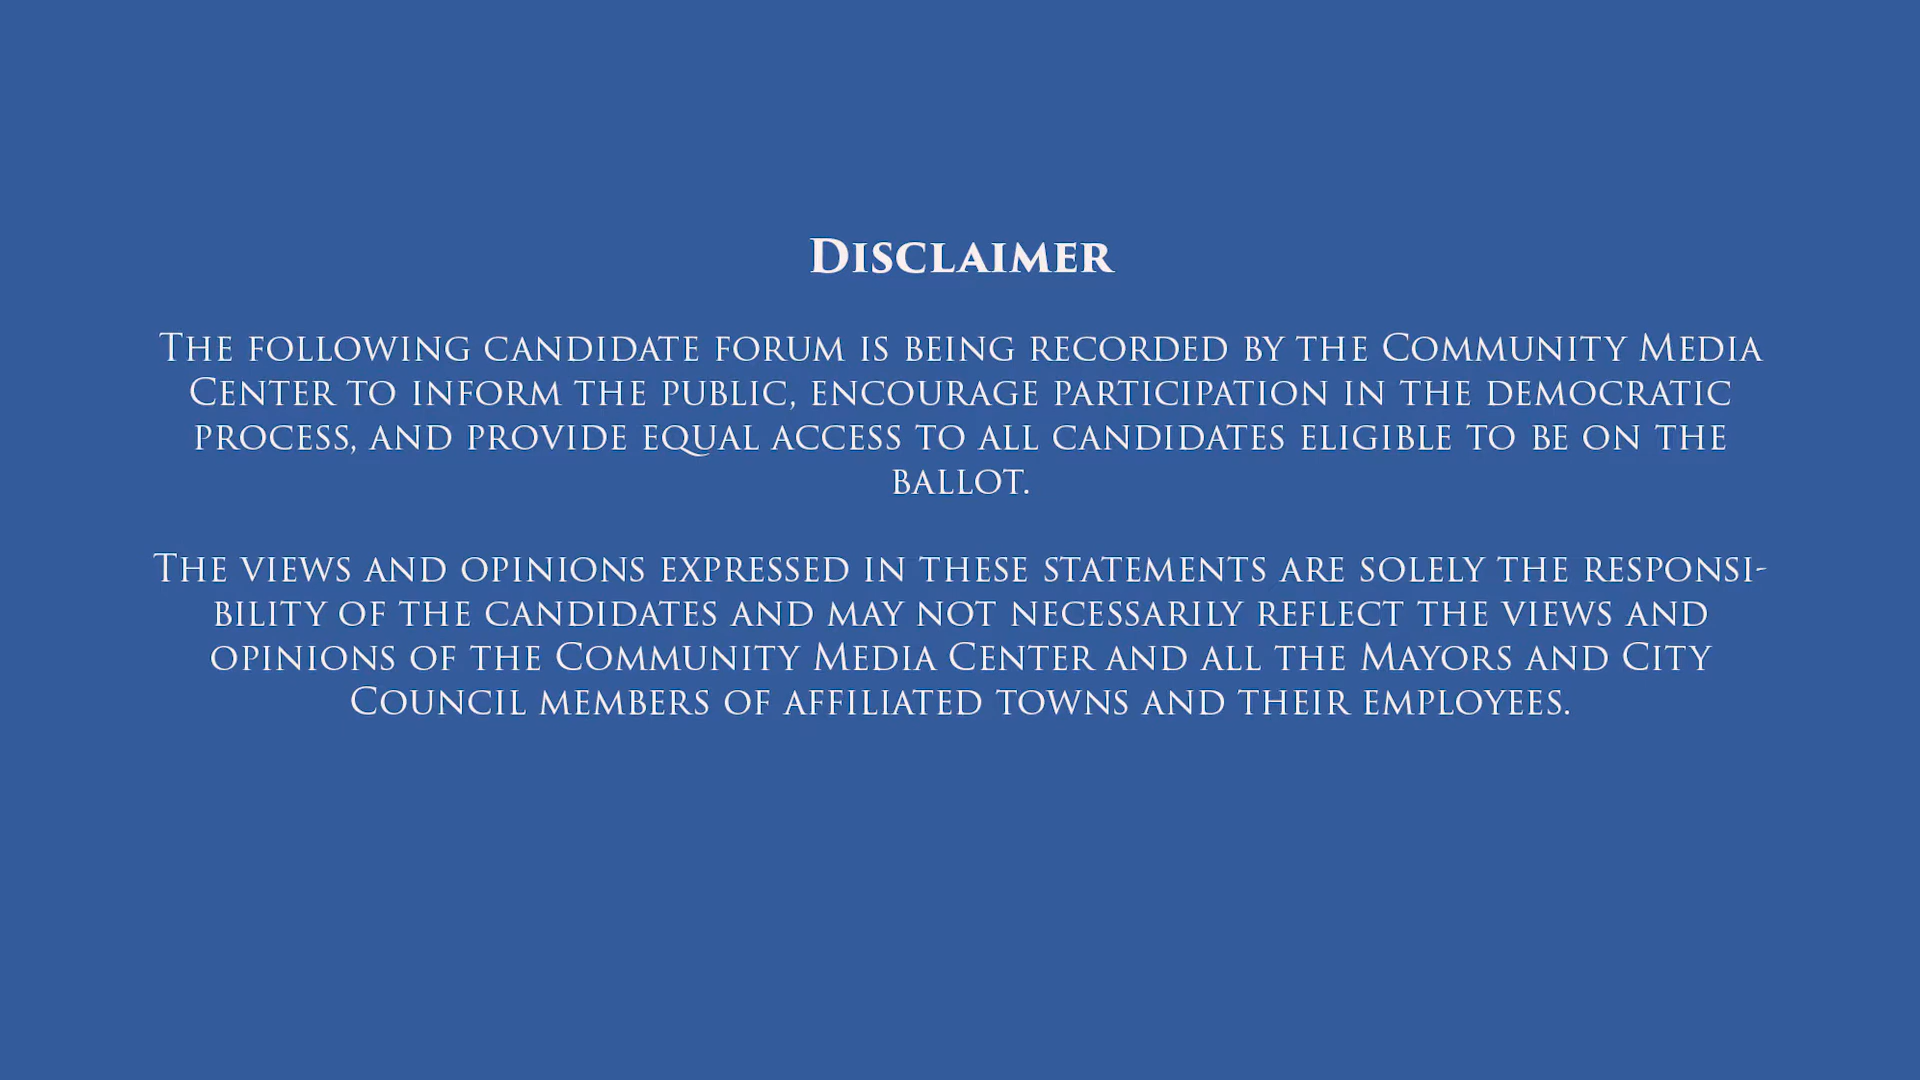 Disclaimer
The following candidate forum is being recorded by the Community Media
Center to inform the public, encourage participation in the democratic
process, and provide equal access to all candidates eligible to be on the
ballot.
The views and opinions expressed in these statements are solely the responsi-
bility of the candidates and may not necessarily reflect the views and
opinions of the Community Media Center and all the Mayors and City
Council members of affiliated towns and their employees.